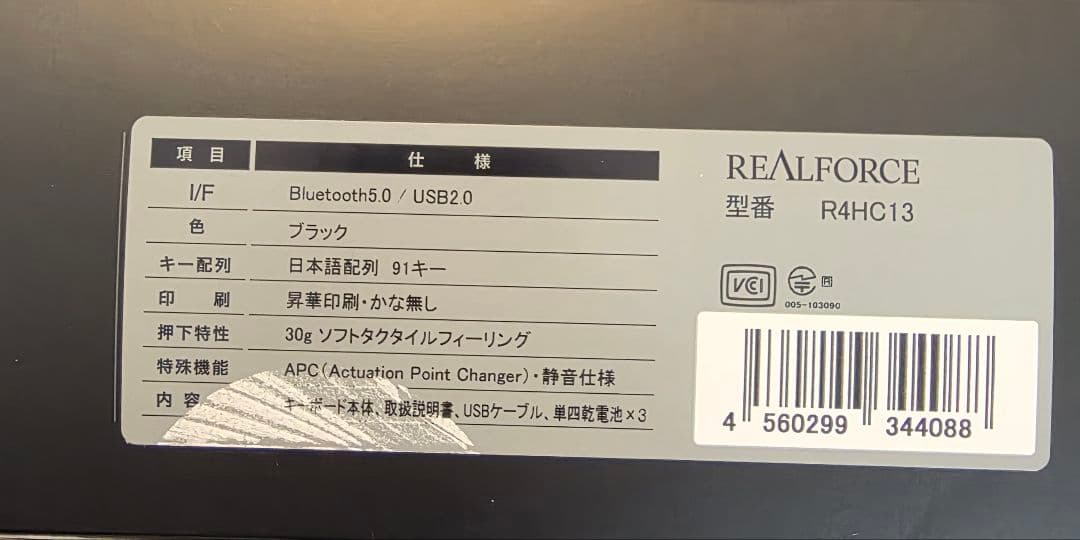 項目 仕様
I/F Bluetooth5.0 / USB2.0
色 ブラック
キー配列 日本語配列 91キー
印刷 昇華印刷・かな無し
押下特性 30g ソフトタクタイルフィーリング
特殊機能 APC(Actuation Point Changer)・静音仕様
内容 キーボード本体、取扱説明書、USBケーブル、単四乾電池×3
REALFORCE
型番 R4HC13
VCI
R
005-103090
4 560299 344088